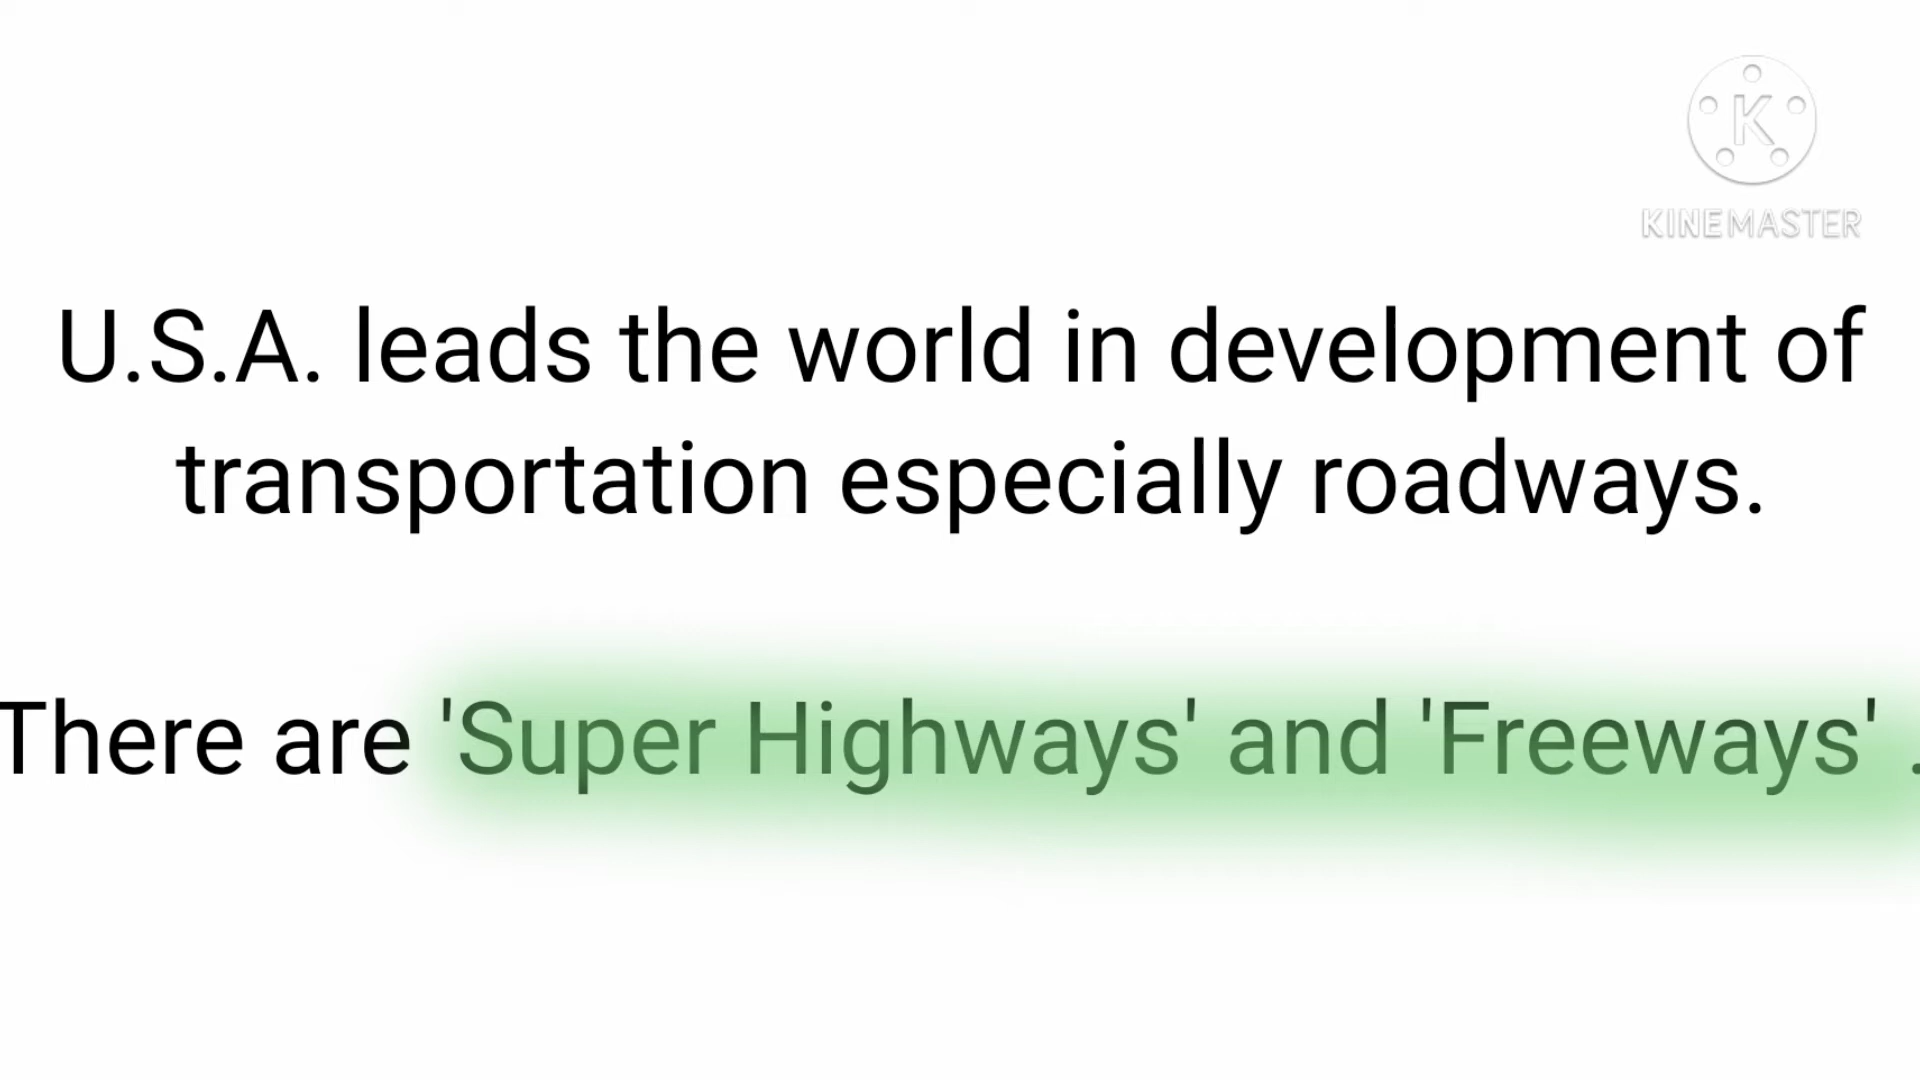 K
KINEMASTER
U.S.A. leads the world in development of
transportation especially roadways.
There are 'Super Highways' and 'Freeways' .